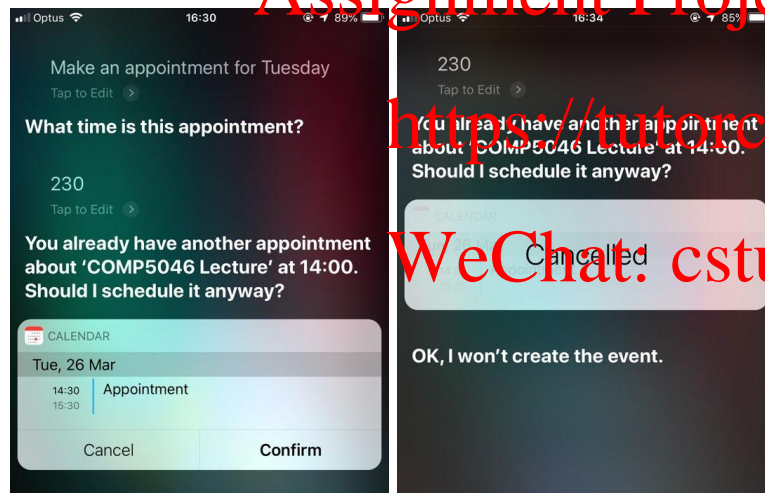 Assignment Proje
Optus 16:30 89%
Make an appointment for Tuesday
Tap to Edit
What time is this appointment?
230
Tap to Edit
You already have another appointment
about ‘COMP5046 Lecture’ at 14:00.
Should I schedule it anyway?
CALENDAR
Tue, 26 Mar
14:30 Appointment
15:30
Cancel Confirm
Optus 16:34 85%
230
Tap to Edit
https://tutorc
You already have another appointment
about ‘COMP5046 Lecture’ at 14:00.
Should I schedule it anyway?
CALENDAR
WeChat: cstu
Cancelled
OK, I won’t create the event.